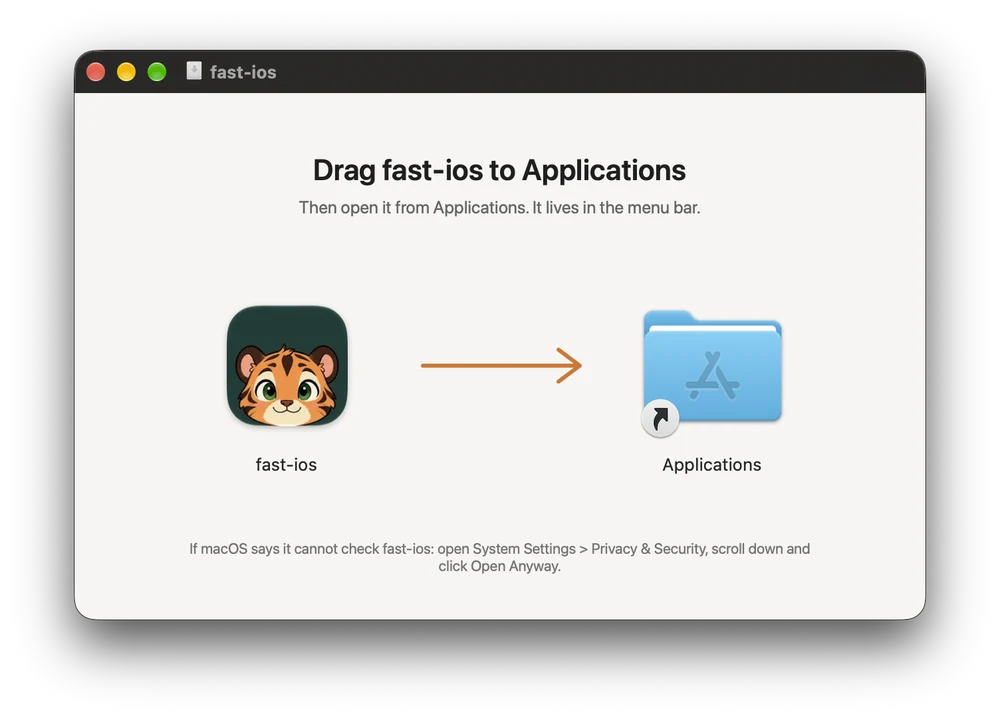 fast-ios
Drag fast-ios to Applications
Then open it from Applications. It lives in the menu bar.
fast-ios
Applications
If macOS says it cannot check fast-ios: open System Settings > Privacy & Security, scroll down and
click Open Anyway.